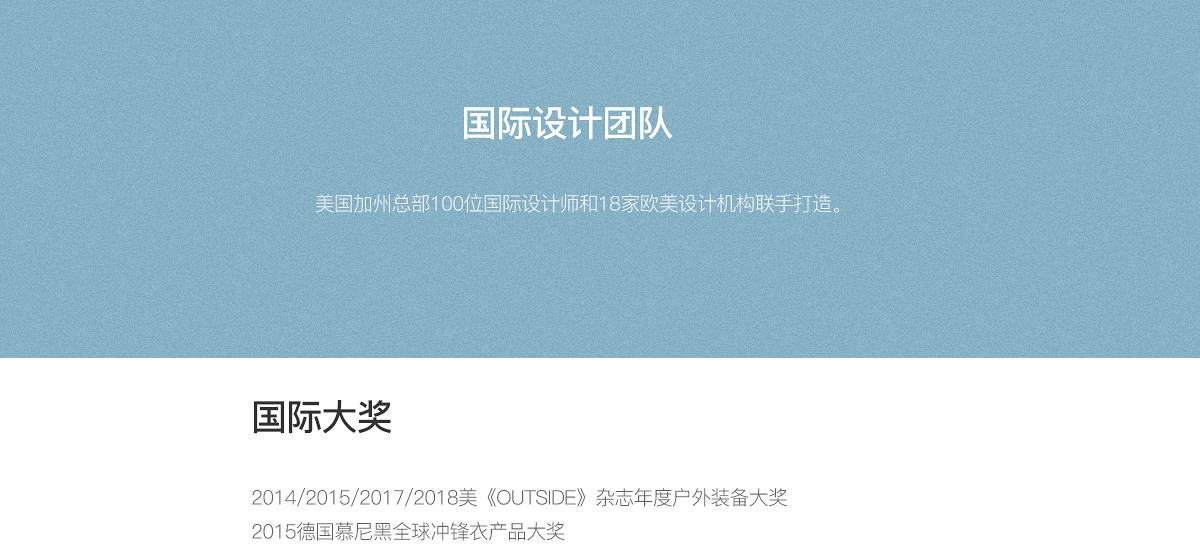 国际设计团队
美国加州总部100位国际设计师和18家欧美设计机构联手打造。
国际大奖
2014/2015/2017/2018美《OUTSIDE》杂志年度户外装备大奖
2015德国慕尼黑全球冲锋衣产品大奖